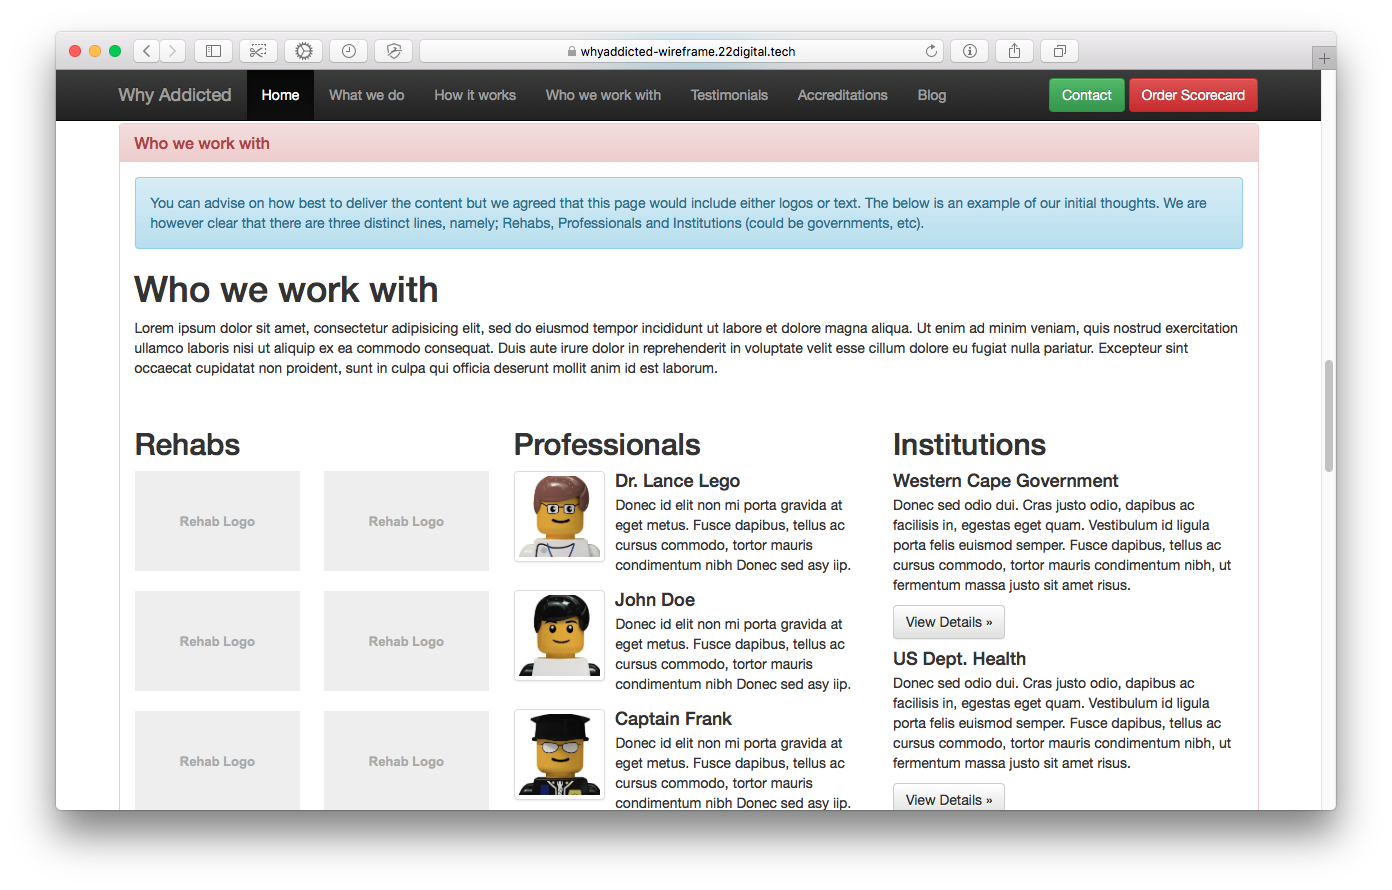 whyaddicted-wireframe.22digital.tech
Why Addicted
Home
What we do
How it works
Who we work with
Testimonials
Accreditations
Blog
Contact
Order Scorecard
Who we work with
You can advise on how best to deliver the content but we agreed that this page would include either logos or text. The below is an example of our initial thoughts. We are
however clear that there are three distinct lines, namely; Rehabs, Professionals and Institutions (could be governments, etc).
Who we work with
Lorem ipsum dolor sit amet, consectetur adipisicing elit, sed do eiusmod tempor incididunt ut labore et dolore magna aliqua. Ut enim ad minim veniam, quis nostrud exercitation
ullamco laboris nisi ut aliquip ex ea commodo consequat. Duis aute irure dolor in reprehenderit in voluptate velit esse cillum dolore eu fugiat nulla pariatur. Excepteur sint
occaecat cupidatat non proident, sunt in culpa qui officia deserunt mollit anim id est laborum.
Rehabs
Rehab Logo
Rehab Logo
Rehab Logo
Rehab Logo
Rehab Logo
Rehab Logo
Professionals
Dr. Lance Lego
Donec id elit non mi porta gravida at
eget metus. Fusce dapibus, tellus ac
cursus commodo, tortor mauris
condimentum nibh Donec sed asy iip.
John Doe
Donec id elit non mi porta gravida at
eget metus. Fusce dapibus, tellus ac
cursus commodo, tortor mauris
condimentum nibh Donec sed asy iip.
Captain Frank
Donec id elit non mi porta gravida at
eget metus. Fusce dapibus, tellus ac
cursus commodo, tortor mauris
condimentum nibh Donec sed asy iip.
Institutions
Western Cape Government
Donec sed odio dui. Cras justo odio, dapibus ac
facilisis in, egestas eget quam. Vestibulum id ligula
porta felis euismod semper. Fusce dapibus, tellus ac
cursus commodo, tortor mauris condimentum nibh, ut
fermentum massa justo sit amet risus.
View Details »
US Dept. Health
Donec sed odio dui. Cras justo odio, dapibus ac
facilisis in, egestas eget quam. Vestibulum id ligula
porta felis euismod semper. Fusce dapibus, tellus ac
cursus commodo, tortor mauris condimentum nibh, ut
fermentum massa justo sit amet risus.
View Details »